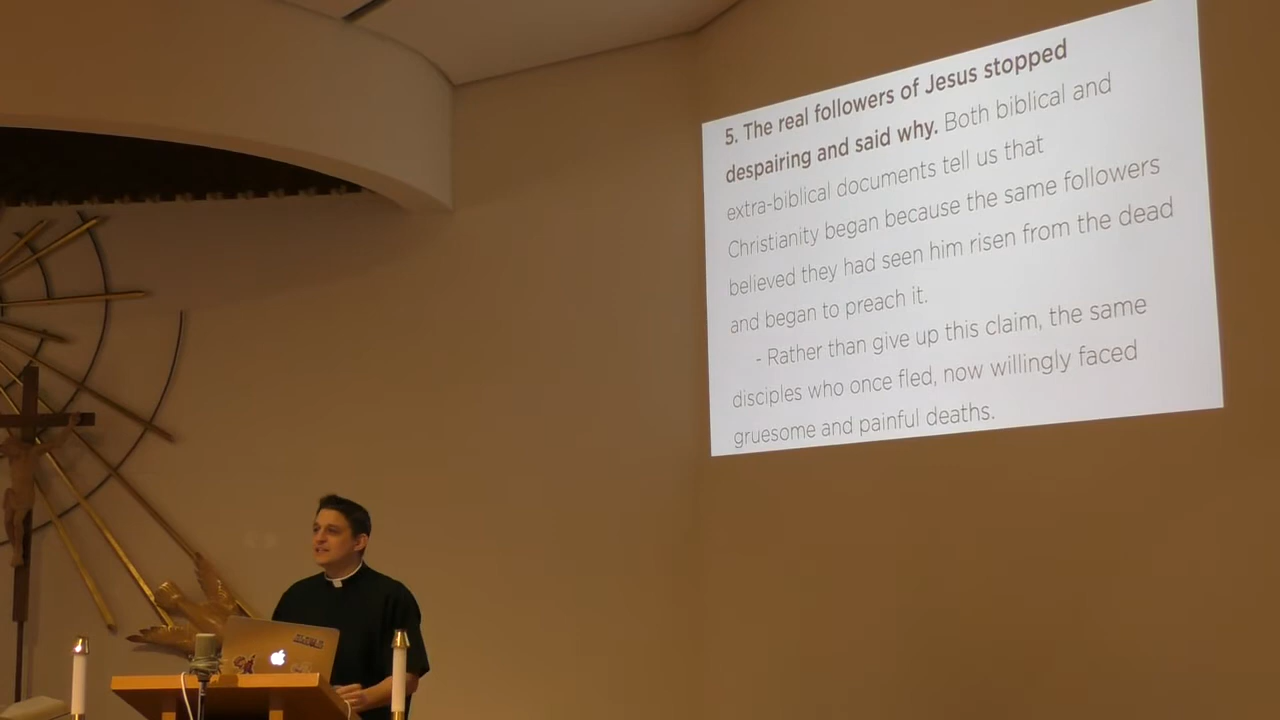 5. The real followers of Jesus stopped
despairing and said why. Both biblical and
extra-biblical documents tell us that
Christianity began because the same followers
believed they had seen him risen from the dead
and began to preach it.
- Rather than give up this claim, the same
disciples who once fled, now willingly faced
gruesome and painful deaths.